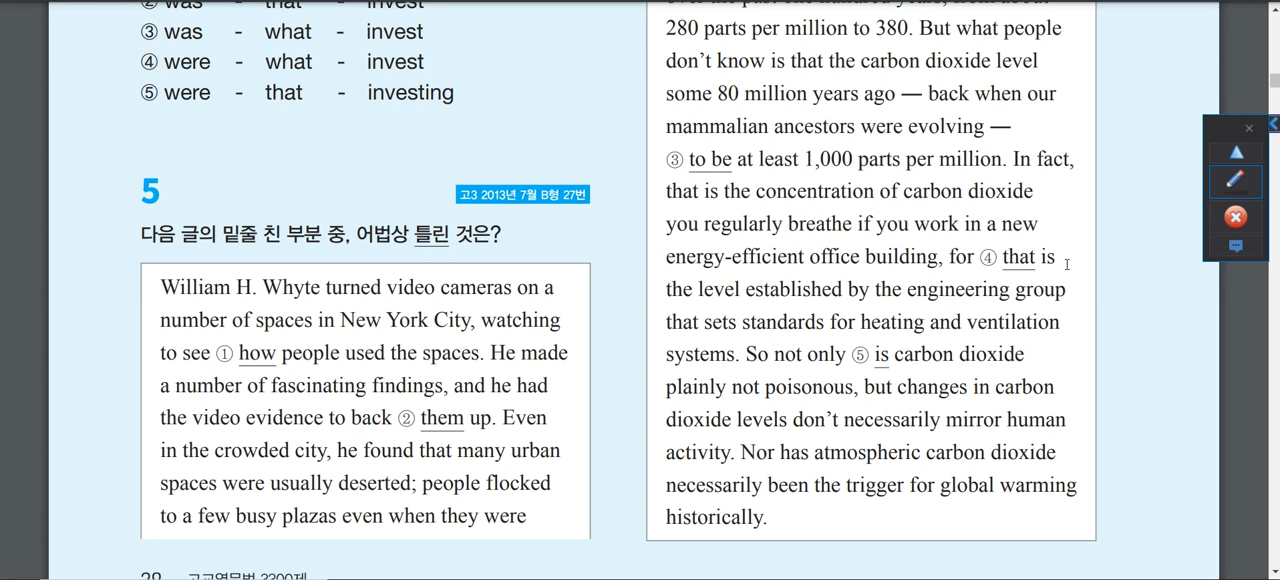 ② was - that - invest
③ was - what - invest
④ were - what - invest
⑤ were - that - investing
5
고3 2013년 7월 B형 27번
다음 글의 밑줄 친 부분 중, 어법상 틀린 것은?
William H. Whyte turned video cameras on a
number of spaces in New York City, watching
to see ① how people used the spaces. He made
a number of fascinating findings, and he had
the video evidence to back ② them up. Even
in the crowded city, he found that many urban
spaces were usually deserted; people flocked
to a few busy plazas even when they were
280 parts per million to 380. But what people
don't know is that the carbon dioxide level
some 80 million years ago — back when our
mammalian ancestors were evolving —
③ to be at least 1,000 parts per million. In fact,
that is the concentration of carbon dioxide
you regularly breathe if you work in a new
energy-efficient office building, for ④ that is
the level established by the engineering group
that sets standards for heating and ventilation
systems. So not only ⑤ is carbon dioxide
plainly not poisonous, but changes in carbon
dioxide levels don't necessarily mirror human
activity. Nor has atmospheric carbon dioxide
necessarily been the trigger for global warming
historically.